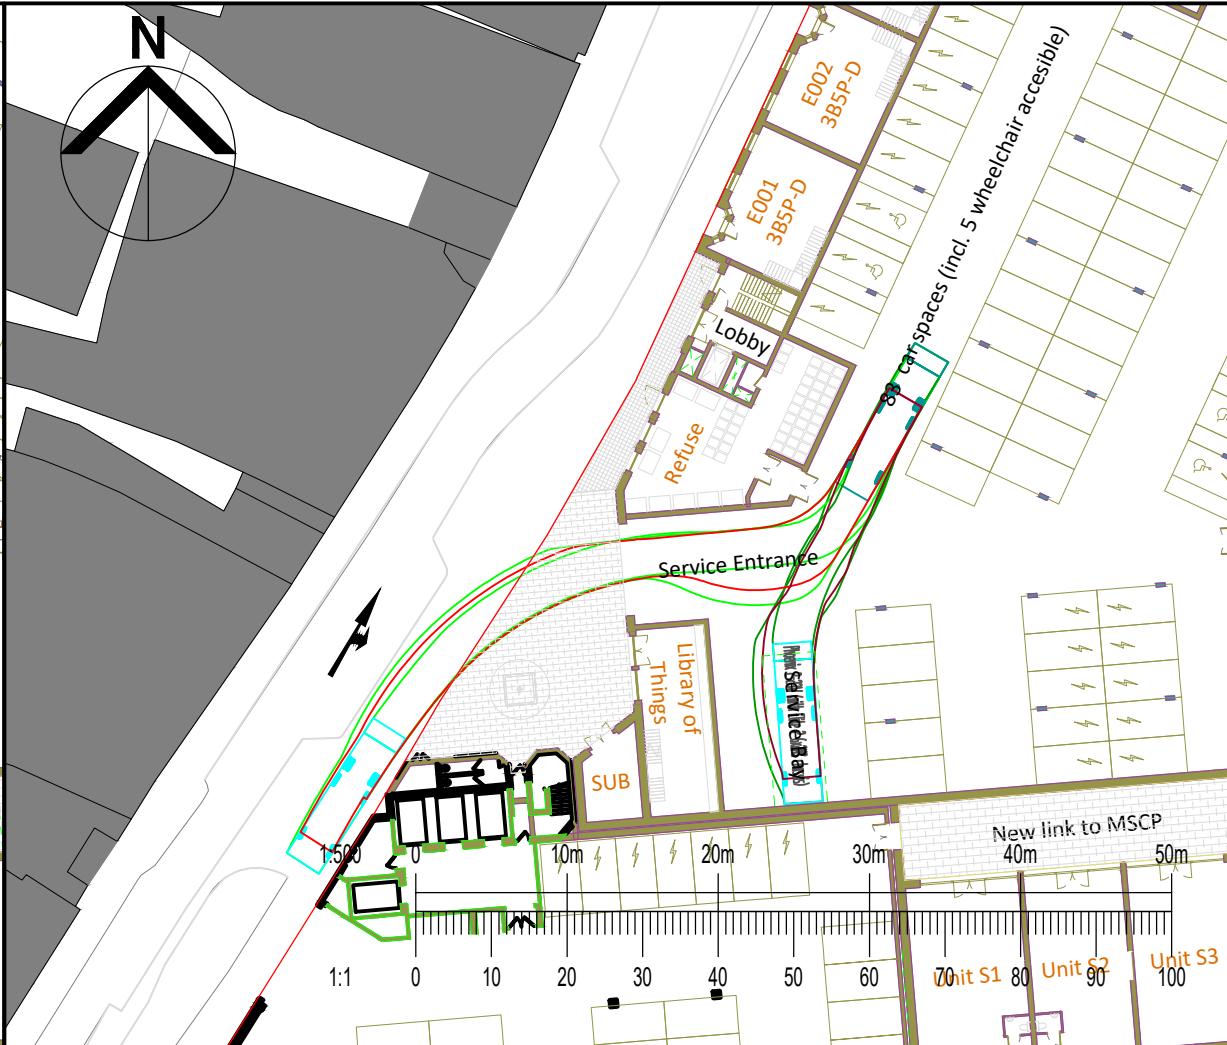 N
E002
3B5P-D
E001
3B5P-D
83 car spaces (incl. 5 wheelchair accesible)
Lobby
Refuse
Service Entrance
Library of
Things
Service Bay
SUB
New link to MSCP
1:500 0 10m 20m 30m 40m 50m
1:1 0 10 20 30 40 50 60 70 80 90 100
Unit S1
Unit S2
Unit S3